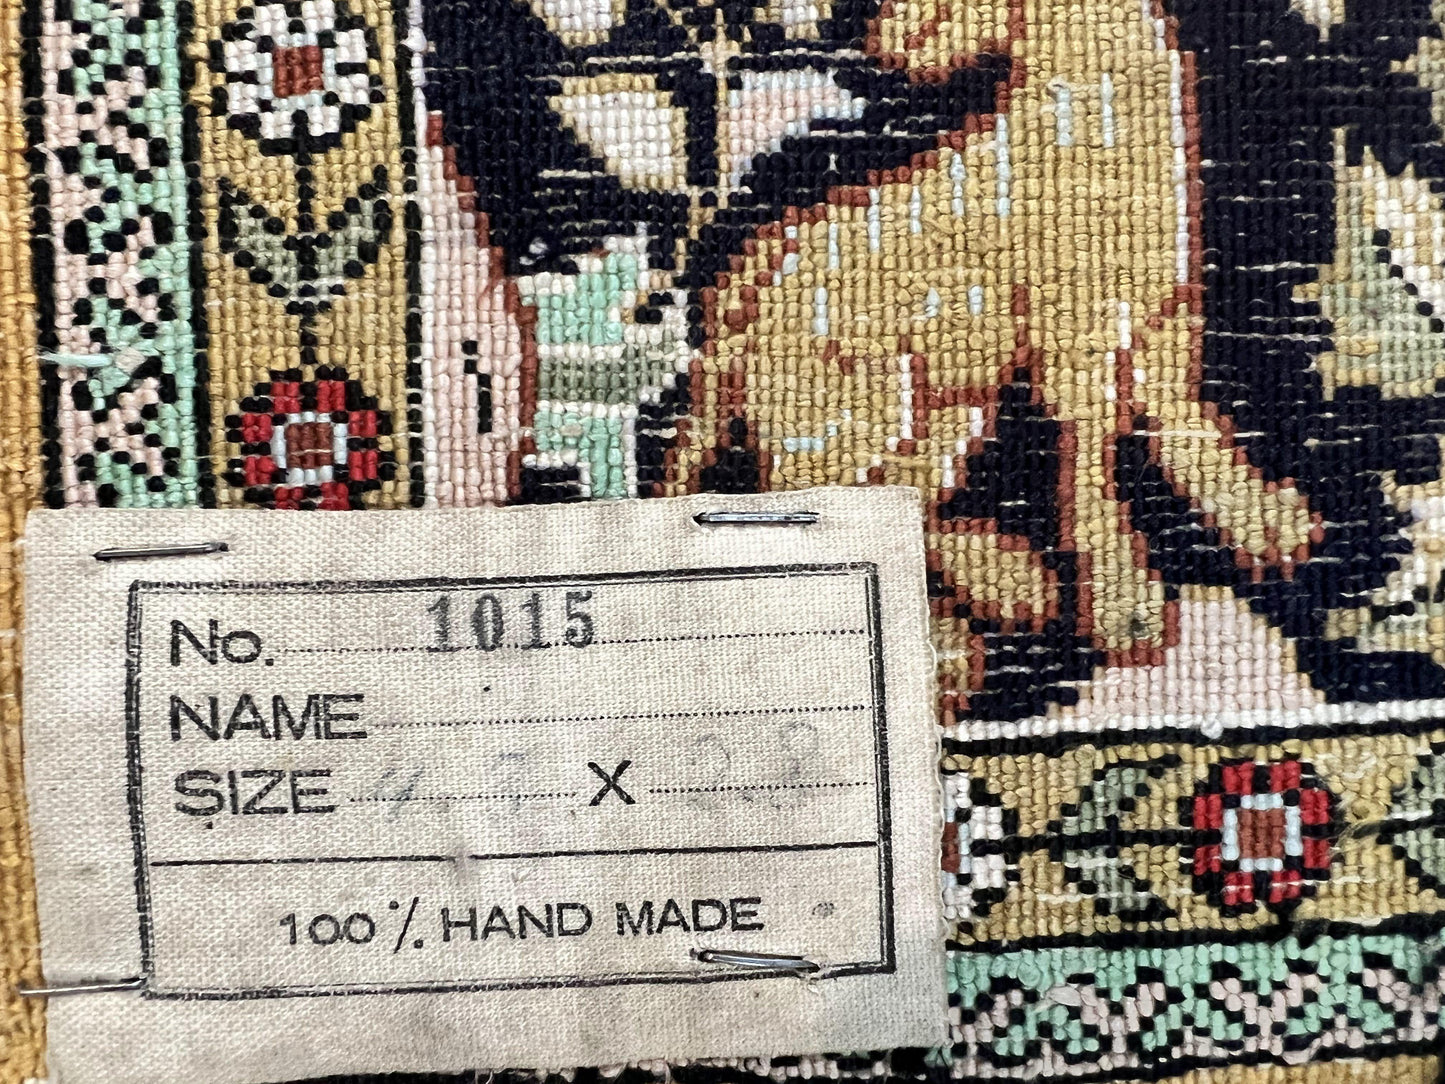 No. 1015
NAME
SIZE X
100% HAND MADE